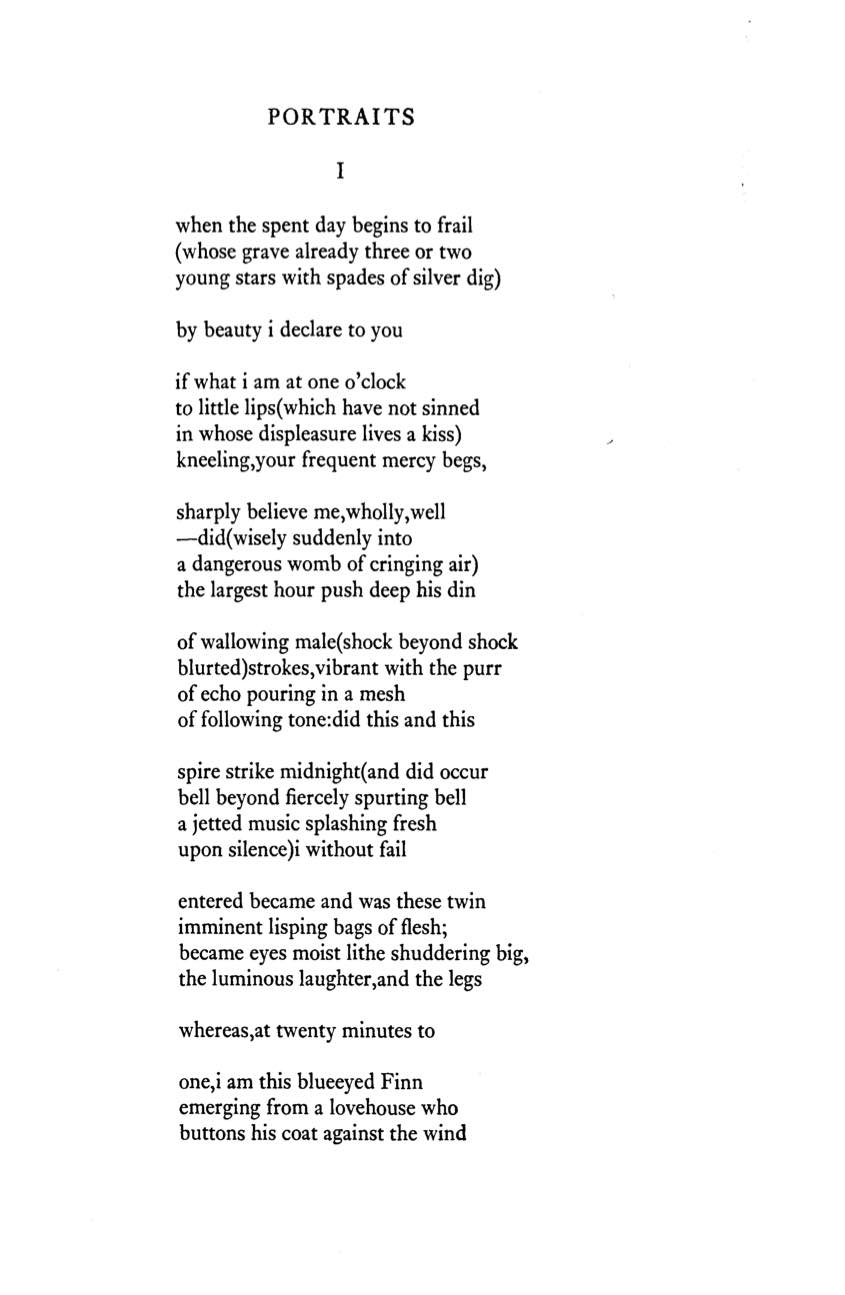 PORTRAITS
I
when the spent day begins to frail
(whose grave already three or two
young stars with spades of silver dig)
by beauty i declare to you
if what i am at one o’clock
to little lips(which have not sinned
in whose displeasure lives a kiss)
kneeling,your frequent mercy begs,
sharply believe me,wholly,well
—did(wisely suddenly into
a dangerous womb of cringing air)
the largest hour push deep his din
of wallowing male(shock beyond shock
blurted)strokes,vibrant with the purr
of echo pouring in a mesh
of following tone:did this and this
spire strike midnight(and did occur
bell beyond fiercely spurting bell
a jetted music splashing fresh
upon silence)i without fail
entered became and was these twin
imminent lisping bags of flesh;
became eyes moist lithe shuddering big,
the luminous laughter,and the legs
whereas,at twenty minutes to
one,i am this blueeyed Finn
emerging from a lovehouse who
buttons his coat against the wind